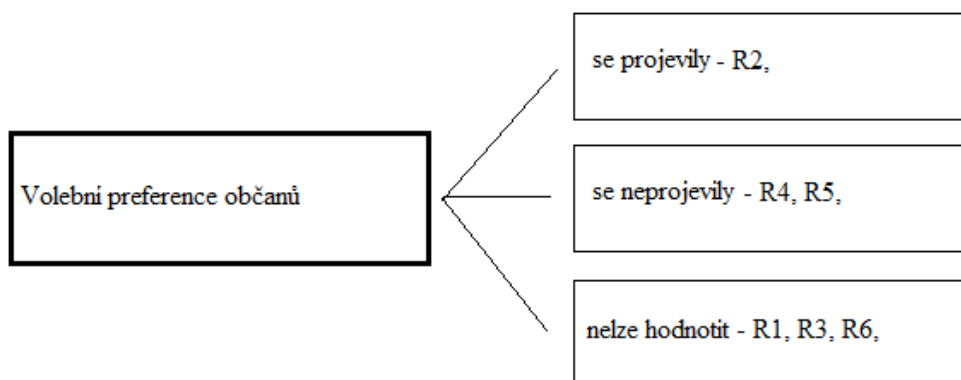 se projevily - R2,
Volební preference občanů
se neprojevily - R4, R5,
nelze hodnotit - R1, R3, R6,